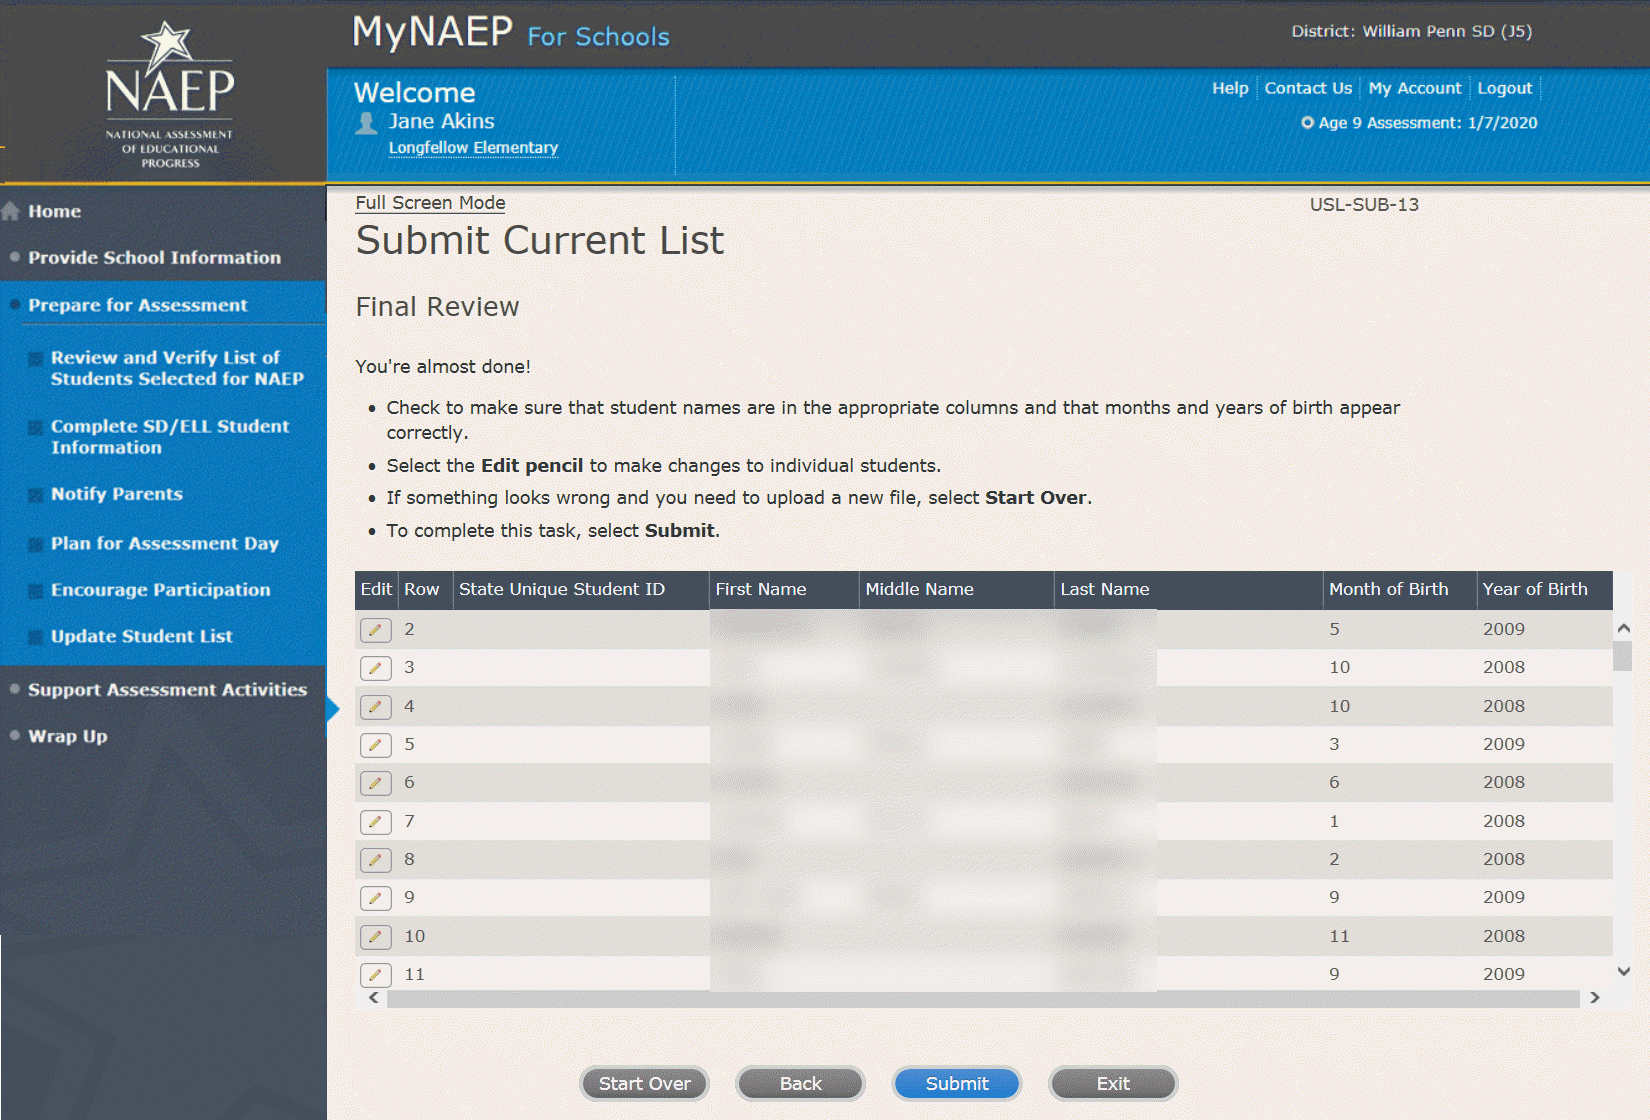 NAEP
NATIONAL ASSESSMENT
OF EDUCATIONAL
PROGRESS
MyNAEP For Schools
District: William Penn SD (J5)
Welcome
Jane Akins
Longfellow Elementary
Help Contact Us My Account Logout
Age 9 Assessment: 1/7/2020
Home
Provide School Information
Prepare for Assessment
Review and Verify List of
Students Selected for NAEP
Complete SD/ELL Student
Information
Notify Parents
Plan for Assessment Day
Encourage Participation
Update Student List
Support Assessment Activities
Wrap Up
Full Screen Mode
USL-SUB-13
Submit Current List
Final Review
You're almost done!
• Check to make sure that student names are in the appropriate columns and that months and years of birth appear
correctly.
• Select the Edit pencil to make changes to individual students.
• If something looks wrong and you need to upload a new file, select Start Over.
• To complete this task, select Submit.
Edit Row State Unique Student ID First Name Middle Name Last Name Month of Birth Year of Birth
2 5 2009
3 10 2008
4 10 2008
5 3 2009
6 6 2008
7 1 2008
8 2 2008
9 9 2009
10 11 2008
11 9 2009
Start Over Back Submit Exit